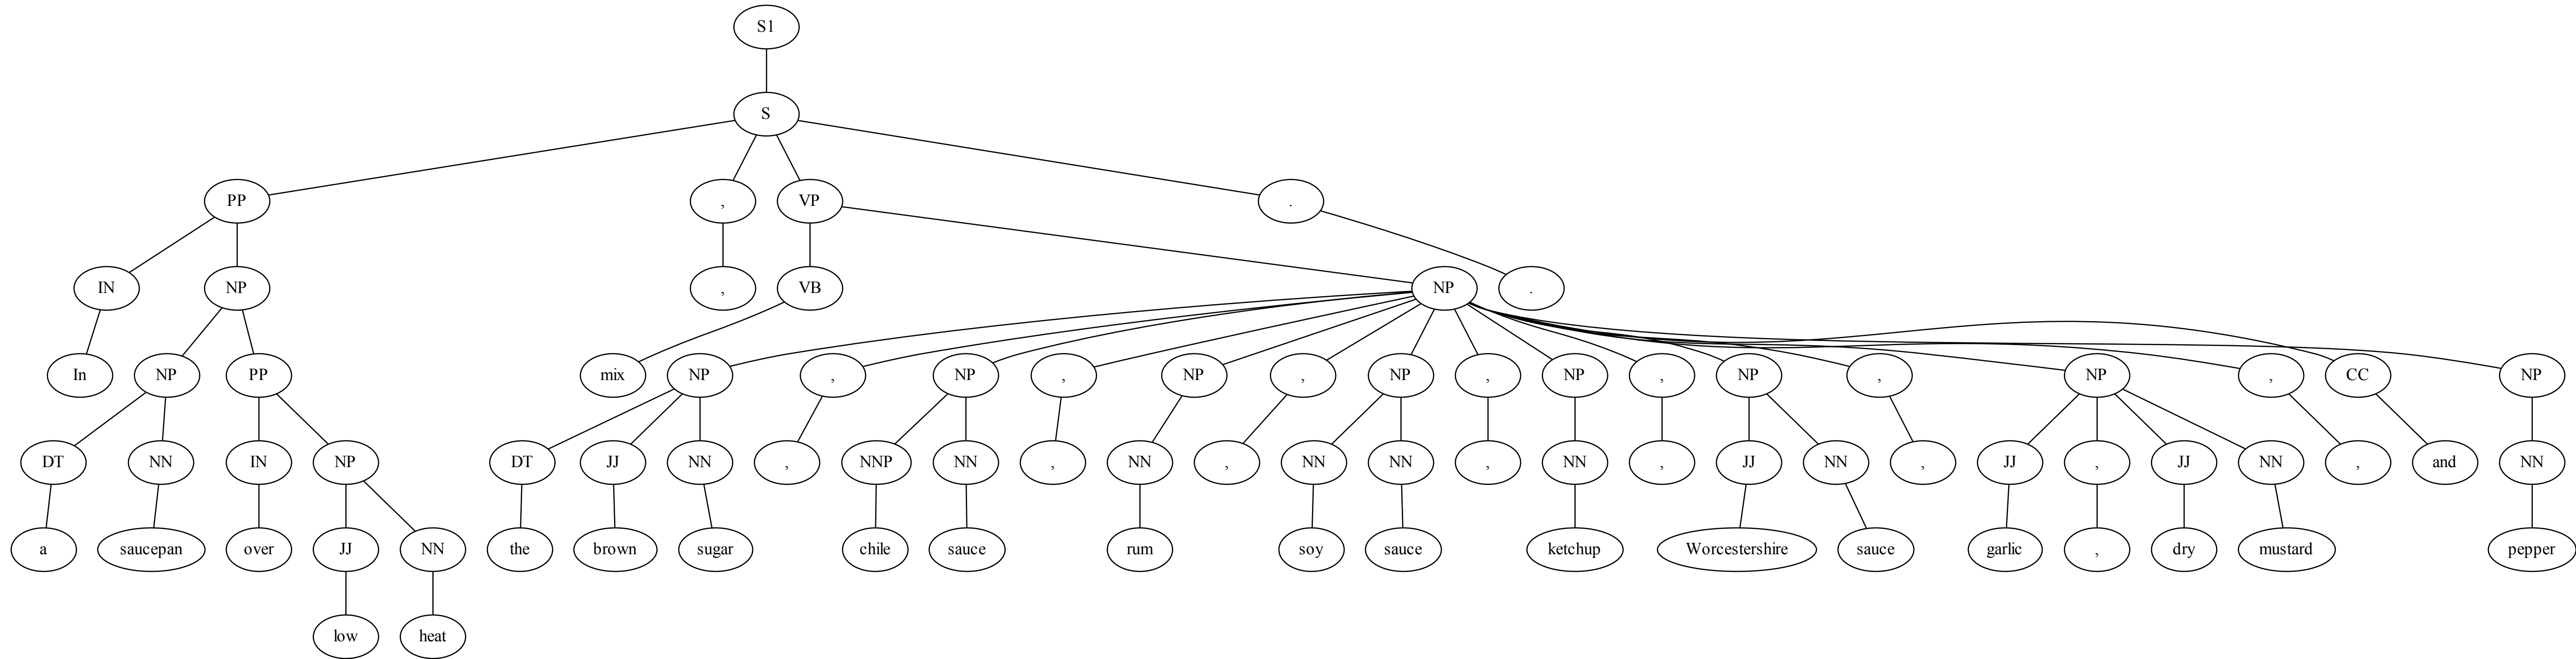 S1
S
PP , VP .
IN NP , VB NP .
In NP PP mix NP , NP , NP , NP , NP , NP , NP , CC NP
DT NN IN NP DT JJ NN , NNP NN , NN , NN NN , NN , JJ NN , JJ , JJ NN , and NN
a saucepan over JJ NN the brown sugar chile sauce rum soy sauce ketchup Worcestershire sauce garlic , dry mustard pepper
low heat